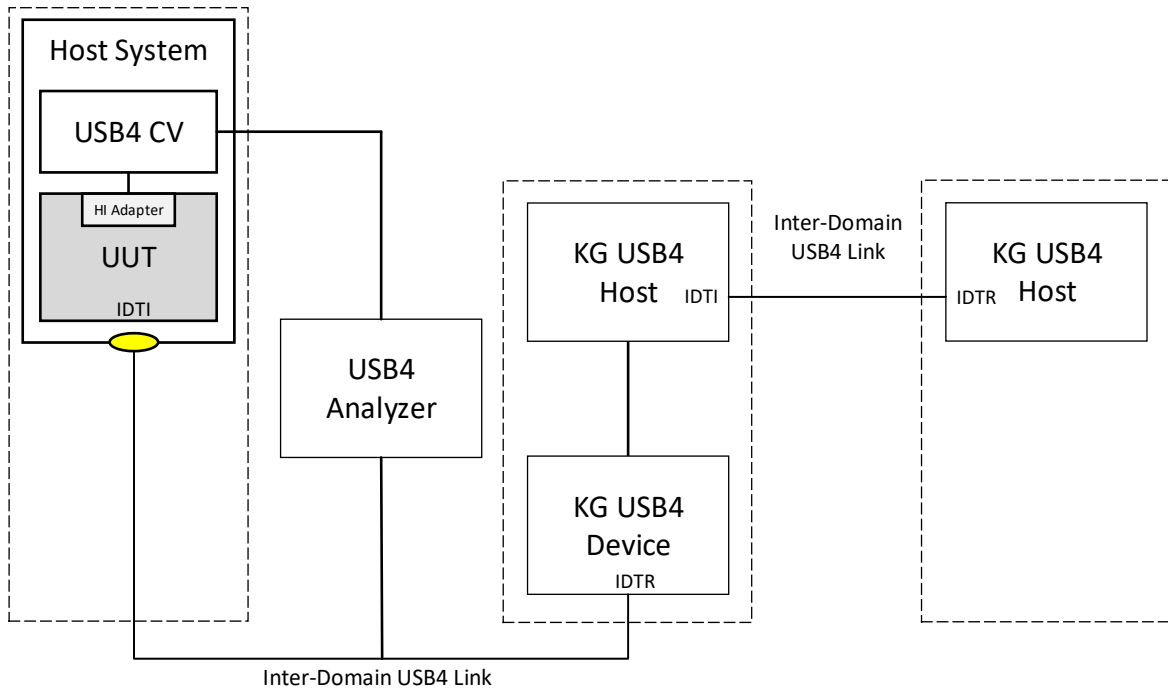 Host System
USB4 CV
HI Adapter
UUT
IDTI
USB4
Analyzer
KG USB4
Host
IDTI
KG USB4
Device
IDTR
Inter-Domain
USB4 Link
KG USB4
Host
IDTR
Inter-Domain USB4 Link